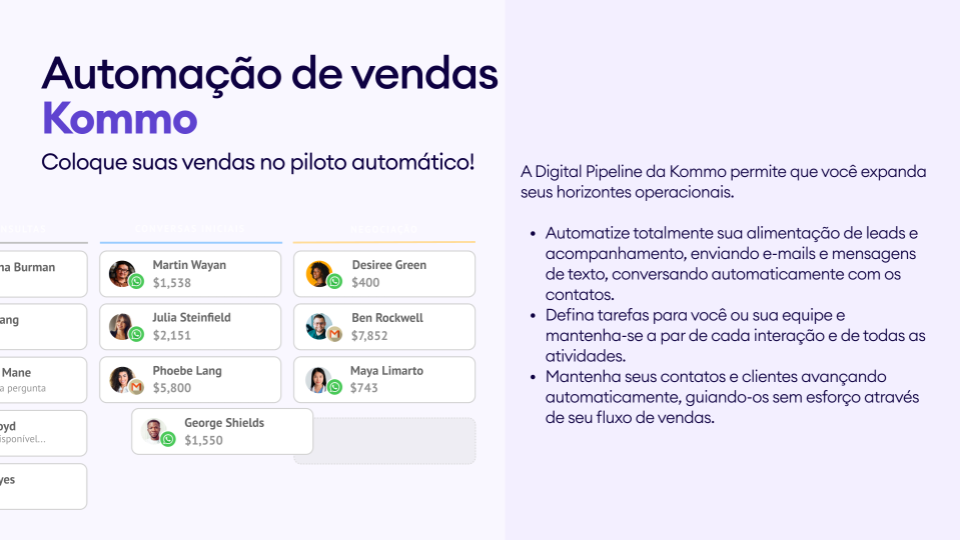 Automação de vendas
Kommo
Coloque suas vendas no piloto automático!
na Burman
ang
Mane
a pergunta
oyd
isponível...
yes
Martin Wayan
$1,538
Julia Steinfield
$2,151
Phoebe Lang
$5,800
George Shields
$1,550
Desiree Green
$400
Ben Rockwell
$7,852
Maya Limarto
$743
A Digital Pipeline da Kommo permite que você expanda
seus horizontes operacionais.
• Automatize totalmente sua alimentação de leads e
acompanhamento, enviando e-mails e mensagens
de texto, conversando automaticamente com os
contatos.
• Defina tarefas para você ou sua equipe e
mantenha-se a par de cada interação e de todas as
atividades.
• Mantenha seus contatos e clientes avançando
automaticamente, guiando-os sem esforço através
de seu fluxo de vendas.